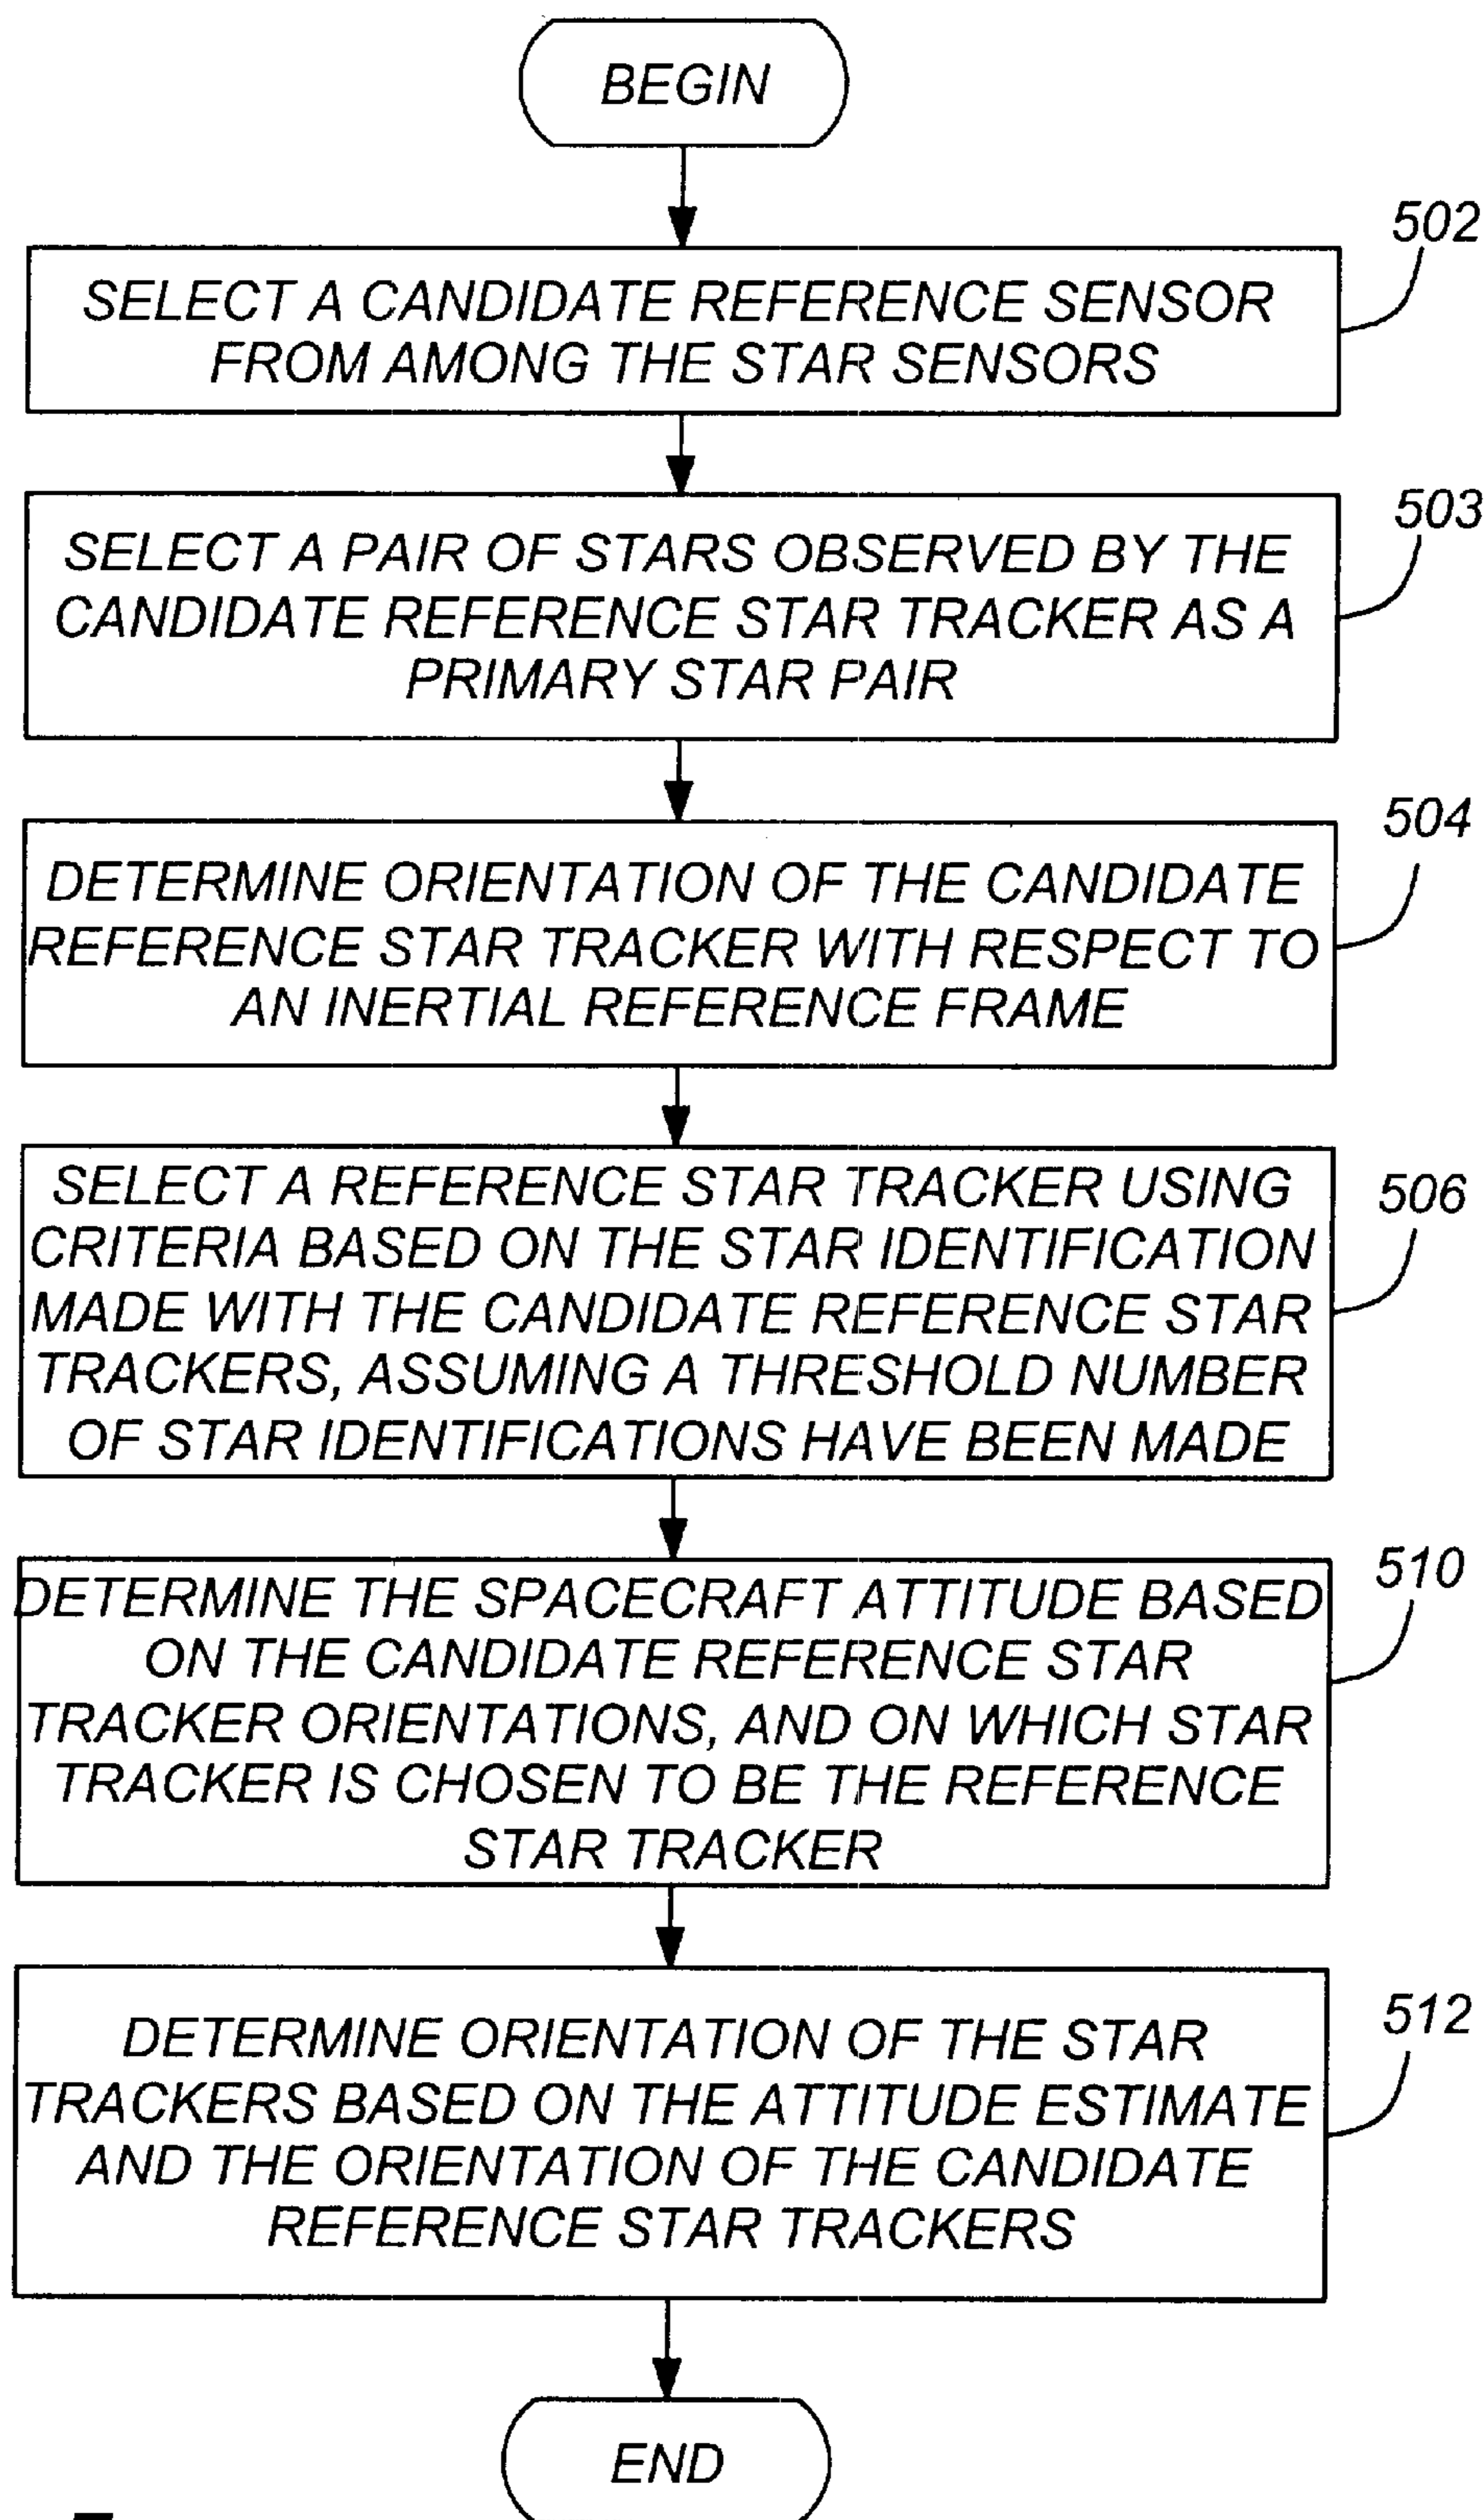 BEGIN
502
SELECT A CANDIDATE REFERENCE SENSOR
FROM AMONG THE STAR SENSORS
503
SELECT A PAIR OF STARS OBSERVED BY THE
CANDIDATE REFERENCE STAR TRACKER AS A
PRIMARY STAR PAIR
504
DETERMINE ORIENTATION OF THE CANDIDATE
REFERENCE STAR TRACKER WITH RESPECT TO
AN INERTIAL REFERENCE FRAME
506
SELECT A REFERENCE STAR TRACKER USING
CRITERIA BASED ON THE STAR IDENTIFICATION
MADE WITH THE CANDIDATE REFERENCE STAR
TRACKERS, ASSUMING A THRESHOLD NUMBER
OF STAR IDENTIFICATIONS HAVE BEEN MADE
510
DETERMINE THE SPACECRAFT ATTITUDE BASED
ON THE CANDIDATE REFERENCE STAR
TRACKER ORIENTATIONS, AND ON WHICH STAR
TRACKER IS CHOSEN TO BE THE REFERENCE
STAR TRACKER
512
DETERMINE ORIENTATION OF THE STAR
TRACKERS BASED ON THE ATTITUDE ESTIMATE
AND THE ORIENTATION OF THE CANDIDATE
REFERENCE STAR TRACKERS
END